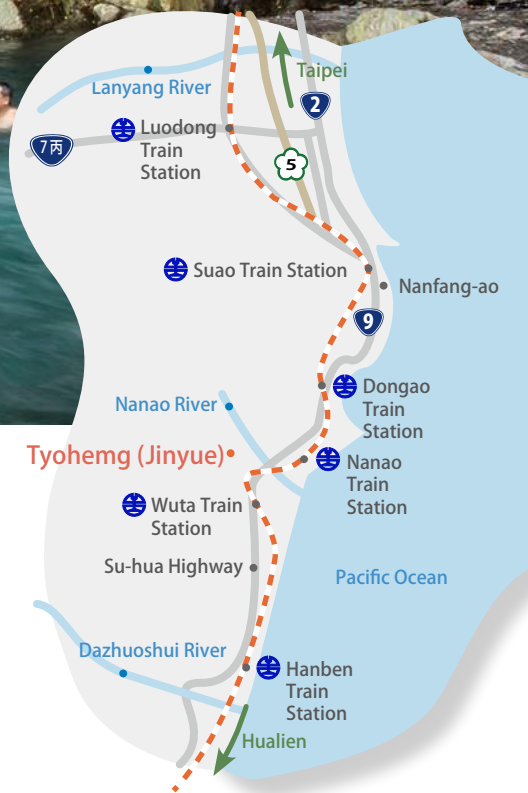 Taipei
Lanyang River
2
7丙
Luodong
Train
Station
5
Suao Train Station
Nanfang-ao
9
Dongao
Train
Station
Nanao River
Tyohemg (Jinyue)
Nanao
Train
Station
Wuta Train
Station
Su-hua Highway
Pacific Ocean
Dazhuoshui River
Hanben
Train
Station
Hualien